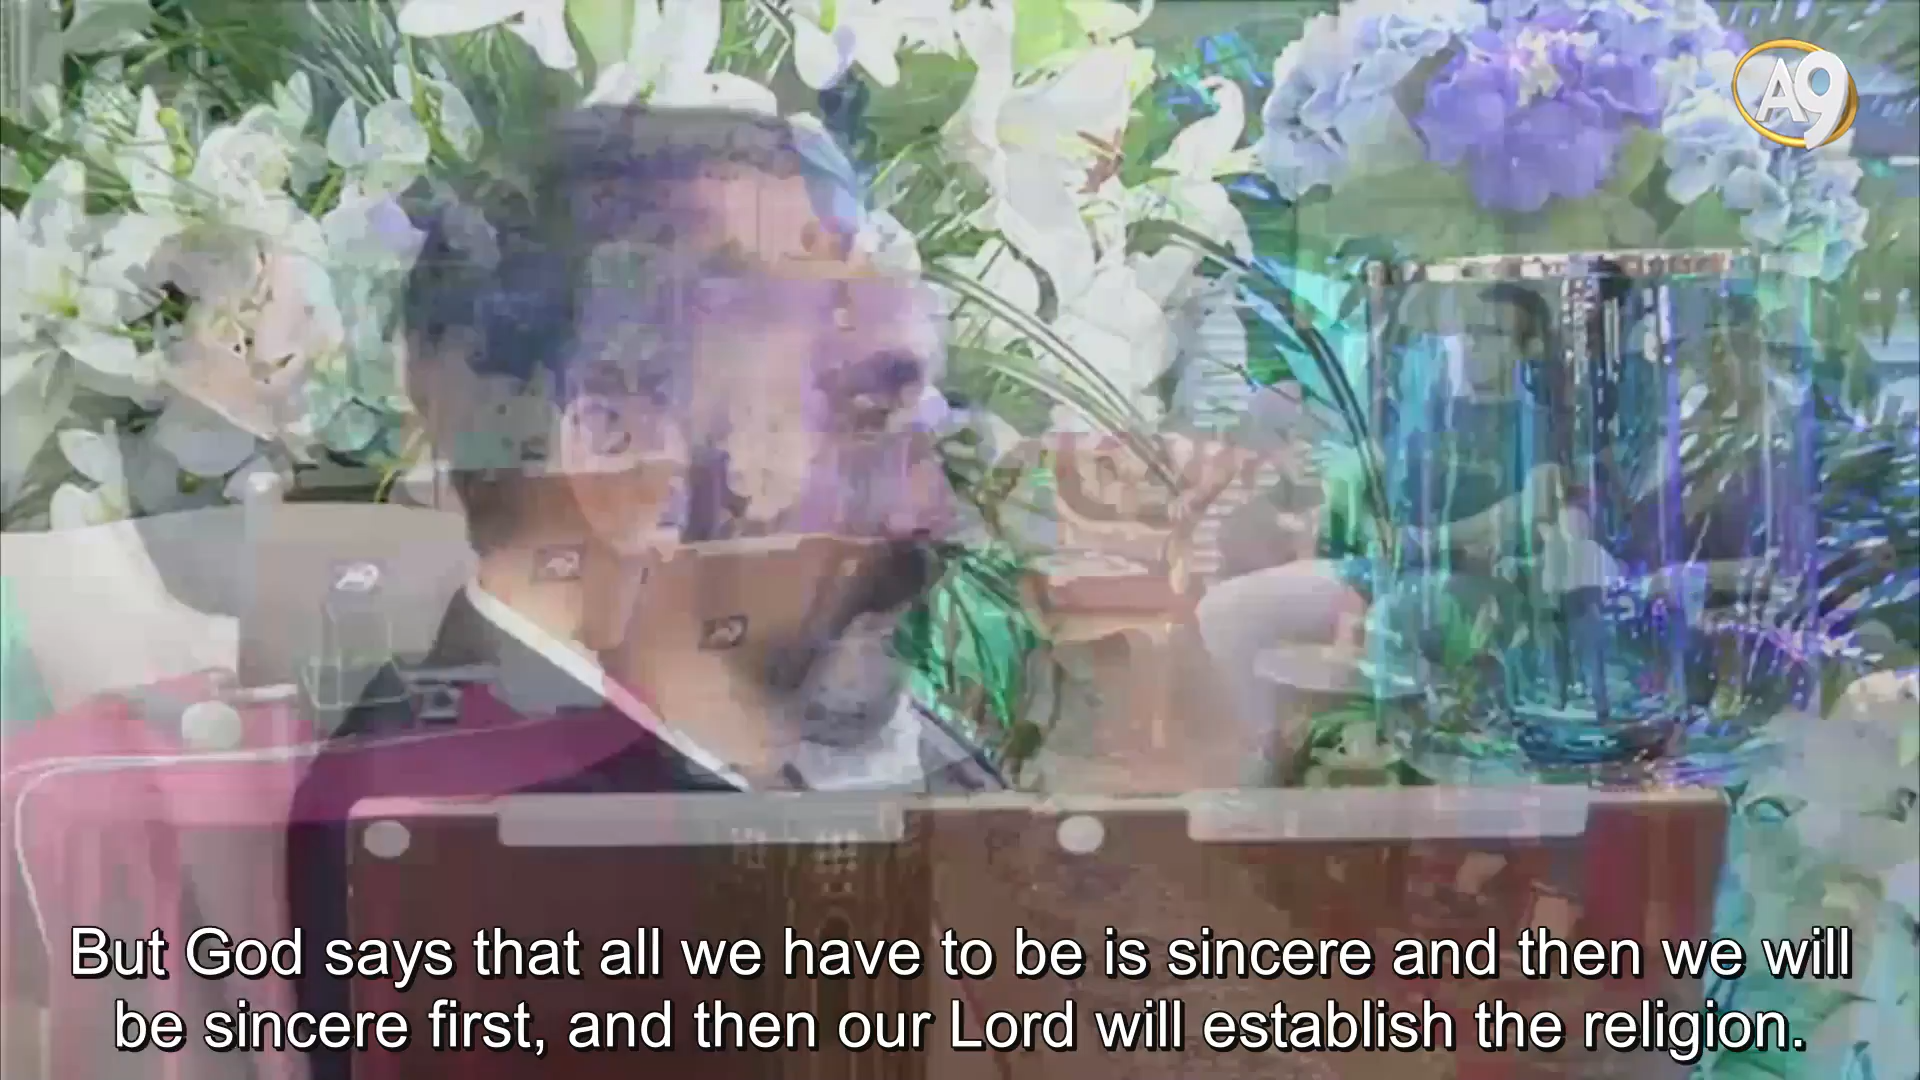 A9
But God says that all we have to be is sincere and then we will
be sincere first, and then our Lord will establish the religion.